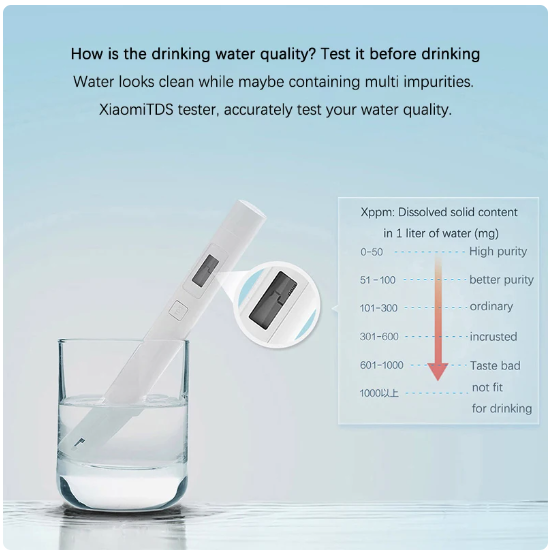 How is the drinking water quality? Test it before drinking
Water looks clean while maybe containing multi impurities.
XiaomiTDS tester, accurately test your water quality.
Xppm: Dissolved solid content
in 1 liter of water (mg)
0-50 High purity
51-100 better purity
101-300 ordinary
301-600 incrusted
601-1000 Taste bad
1000以上 not fit
for drinking